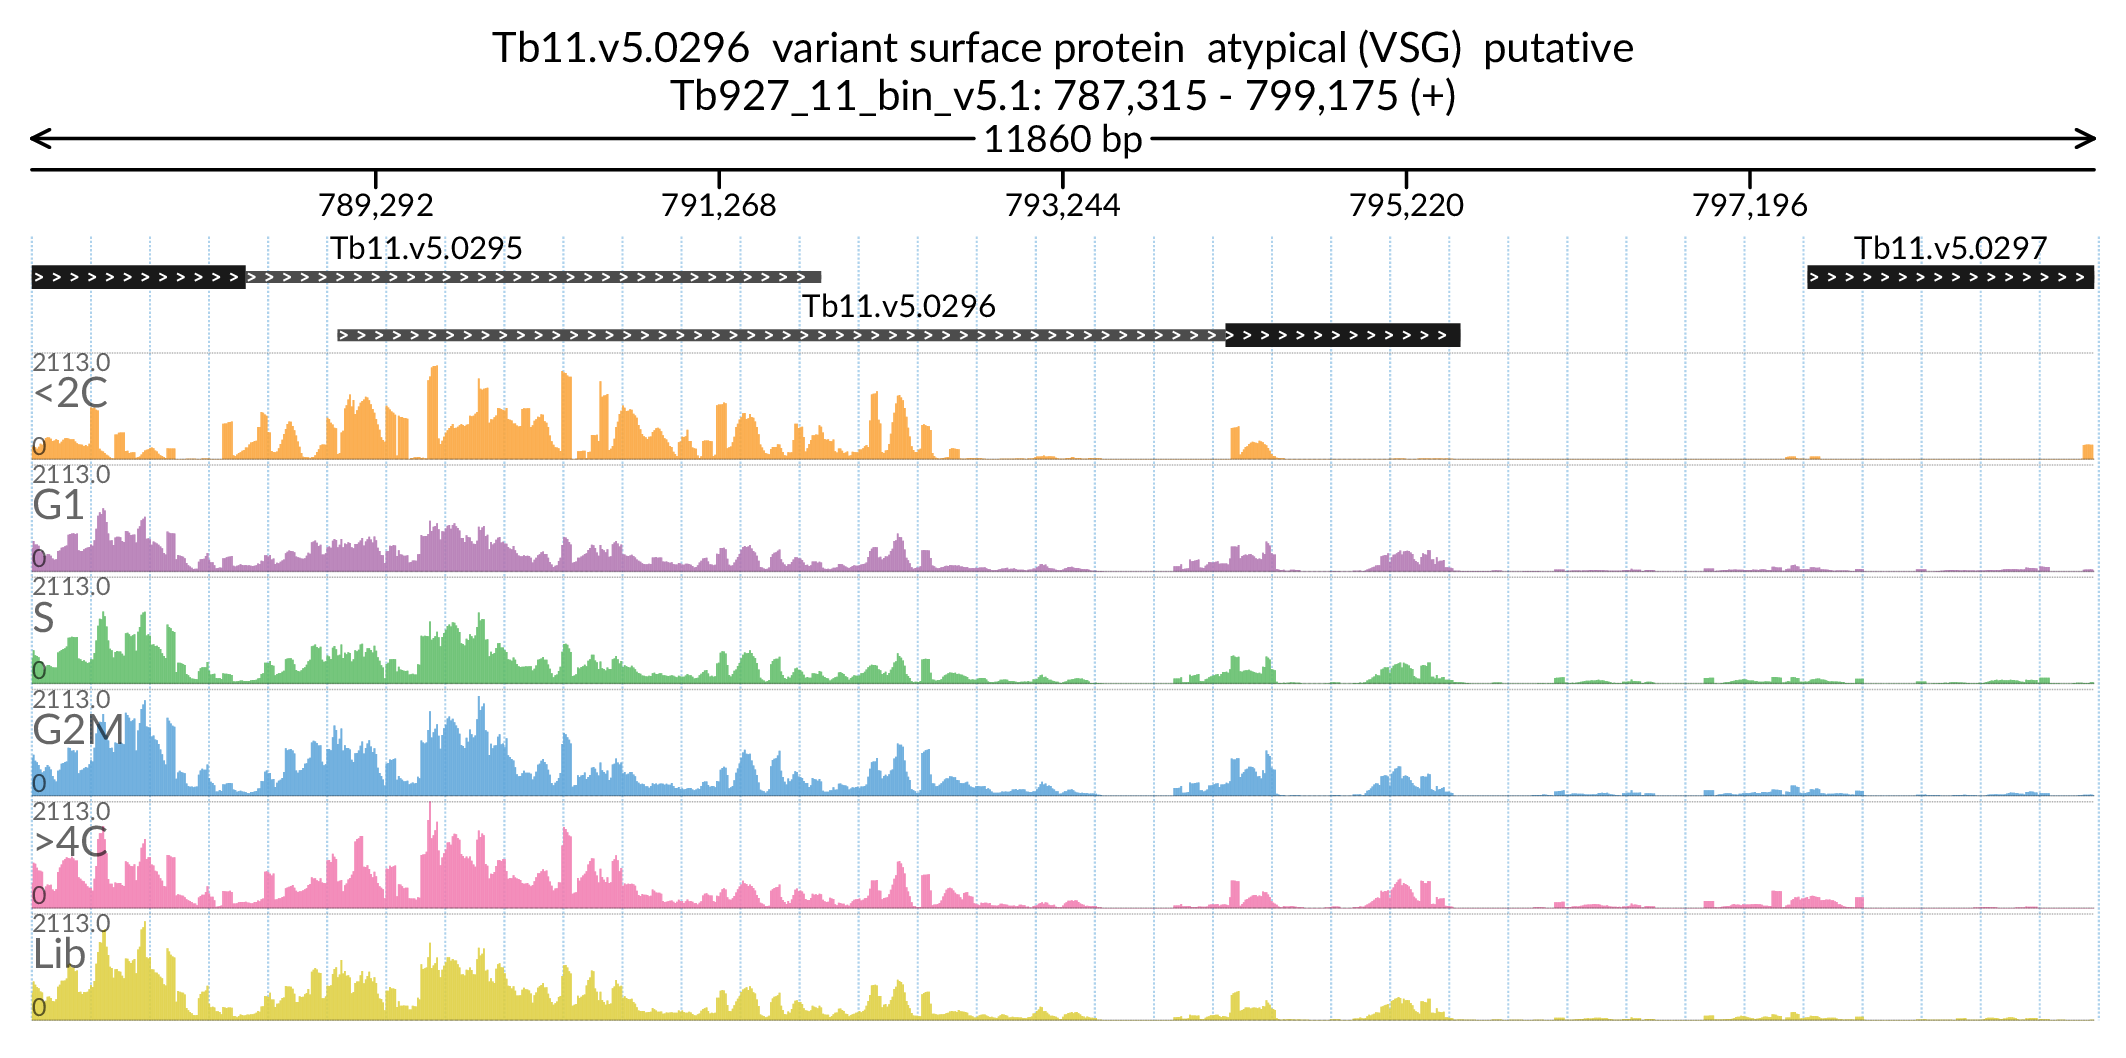 Tb11.v5.0296 variant surface protein atypical (VSG) putative
Tb927_11_bin_v5.1: 787,315 - 799,175 (+)
11860 bp
789,292 791,268 793,244 795,220 797,196
Tb11.v5.0295 Tb11.v5.0297
Tb11.v5.0296
2113.0
<2C
0
2113.0
G1
0
2113.0
S
0
2113.0
G2M
0
2113.0
>4C
0
2113.0
Lib
0